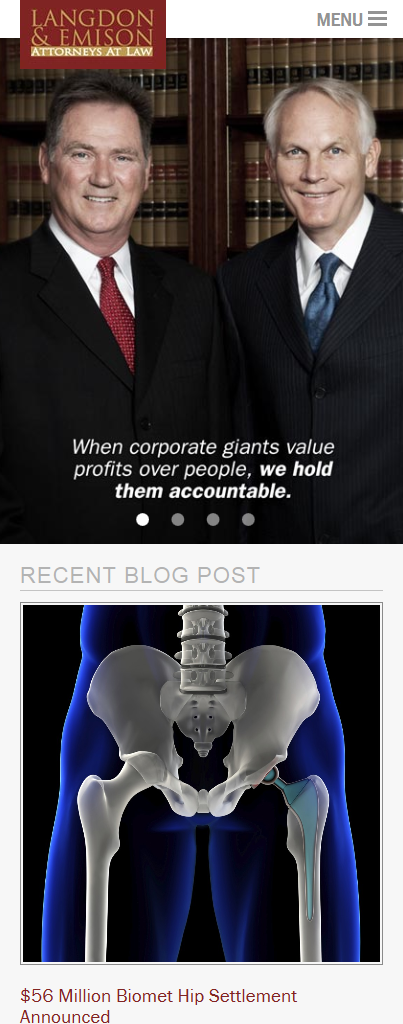 LANGDON
& EMISON
ATTORNEYS AT LAW
MENU
When corporate giants value
profits over people, we hold
them accountable.
RECENT BLOG POST
$56 Million Biomet Hip Settlement
Announced